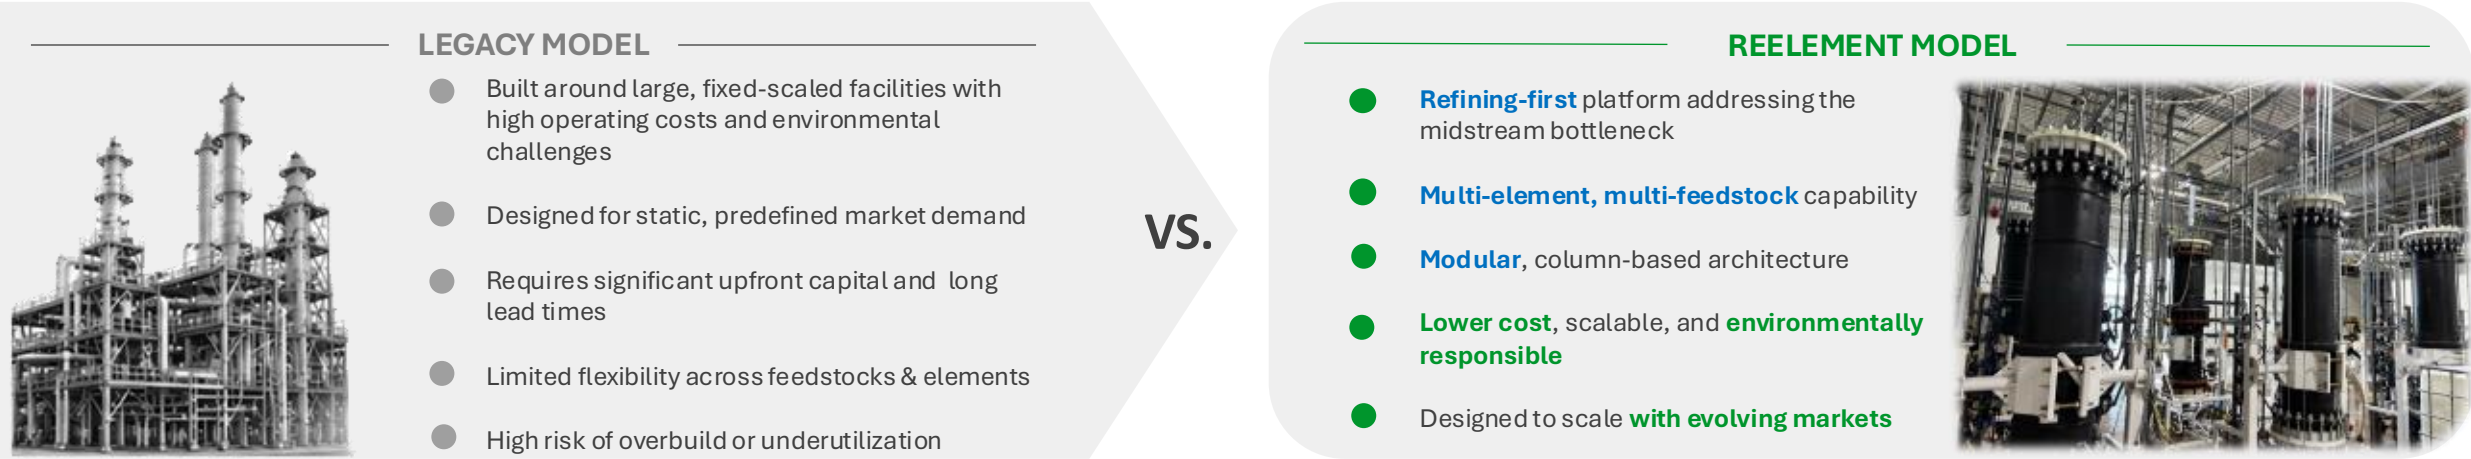 LEGACY MODEL
Built around large, fixed-scaled facilities with
high operating costs and environmental
challenges
Designed for static, predefined market demand
Requires significant upfront capital and long
lead times
Limited flexibility across feedstocks & elements
High risk of overbuild or underutilization
VS.
REELEMENT MODEL
Refining-first platform addressing the
midstream bottleneck
Multi-element, multi-feedstock capability
Modular, column-based architecture
Lower cost, scalable, and environmentally
responsible
Designed to scale with evolving markets